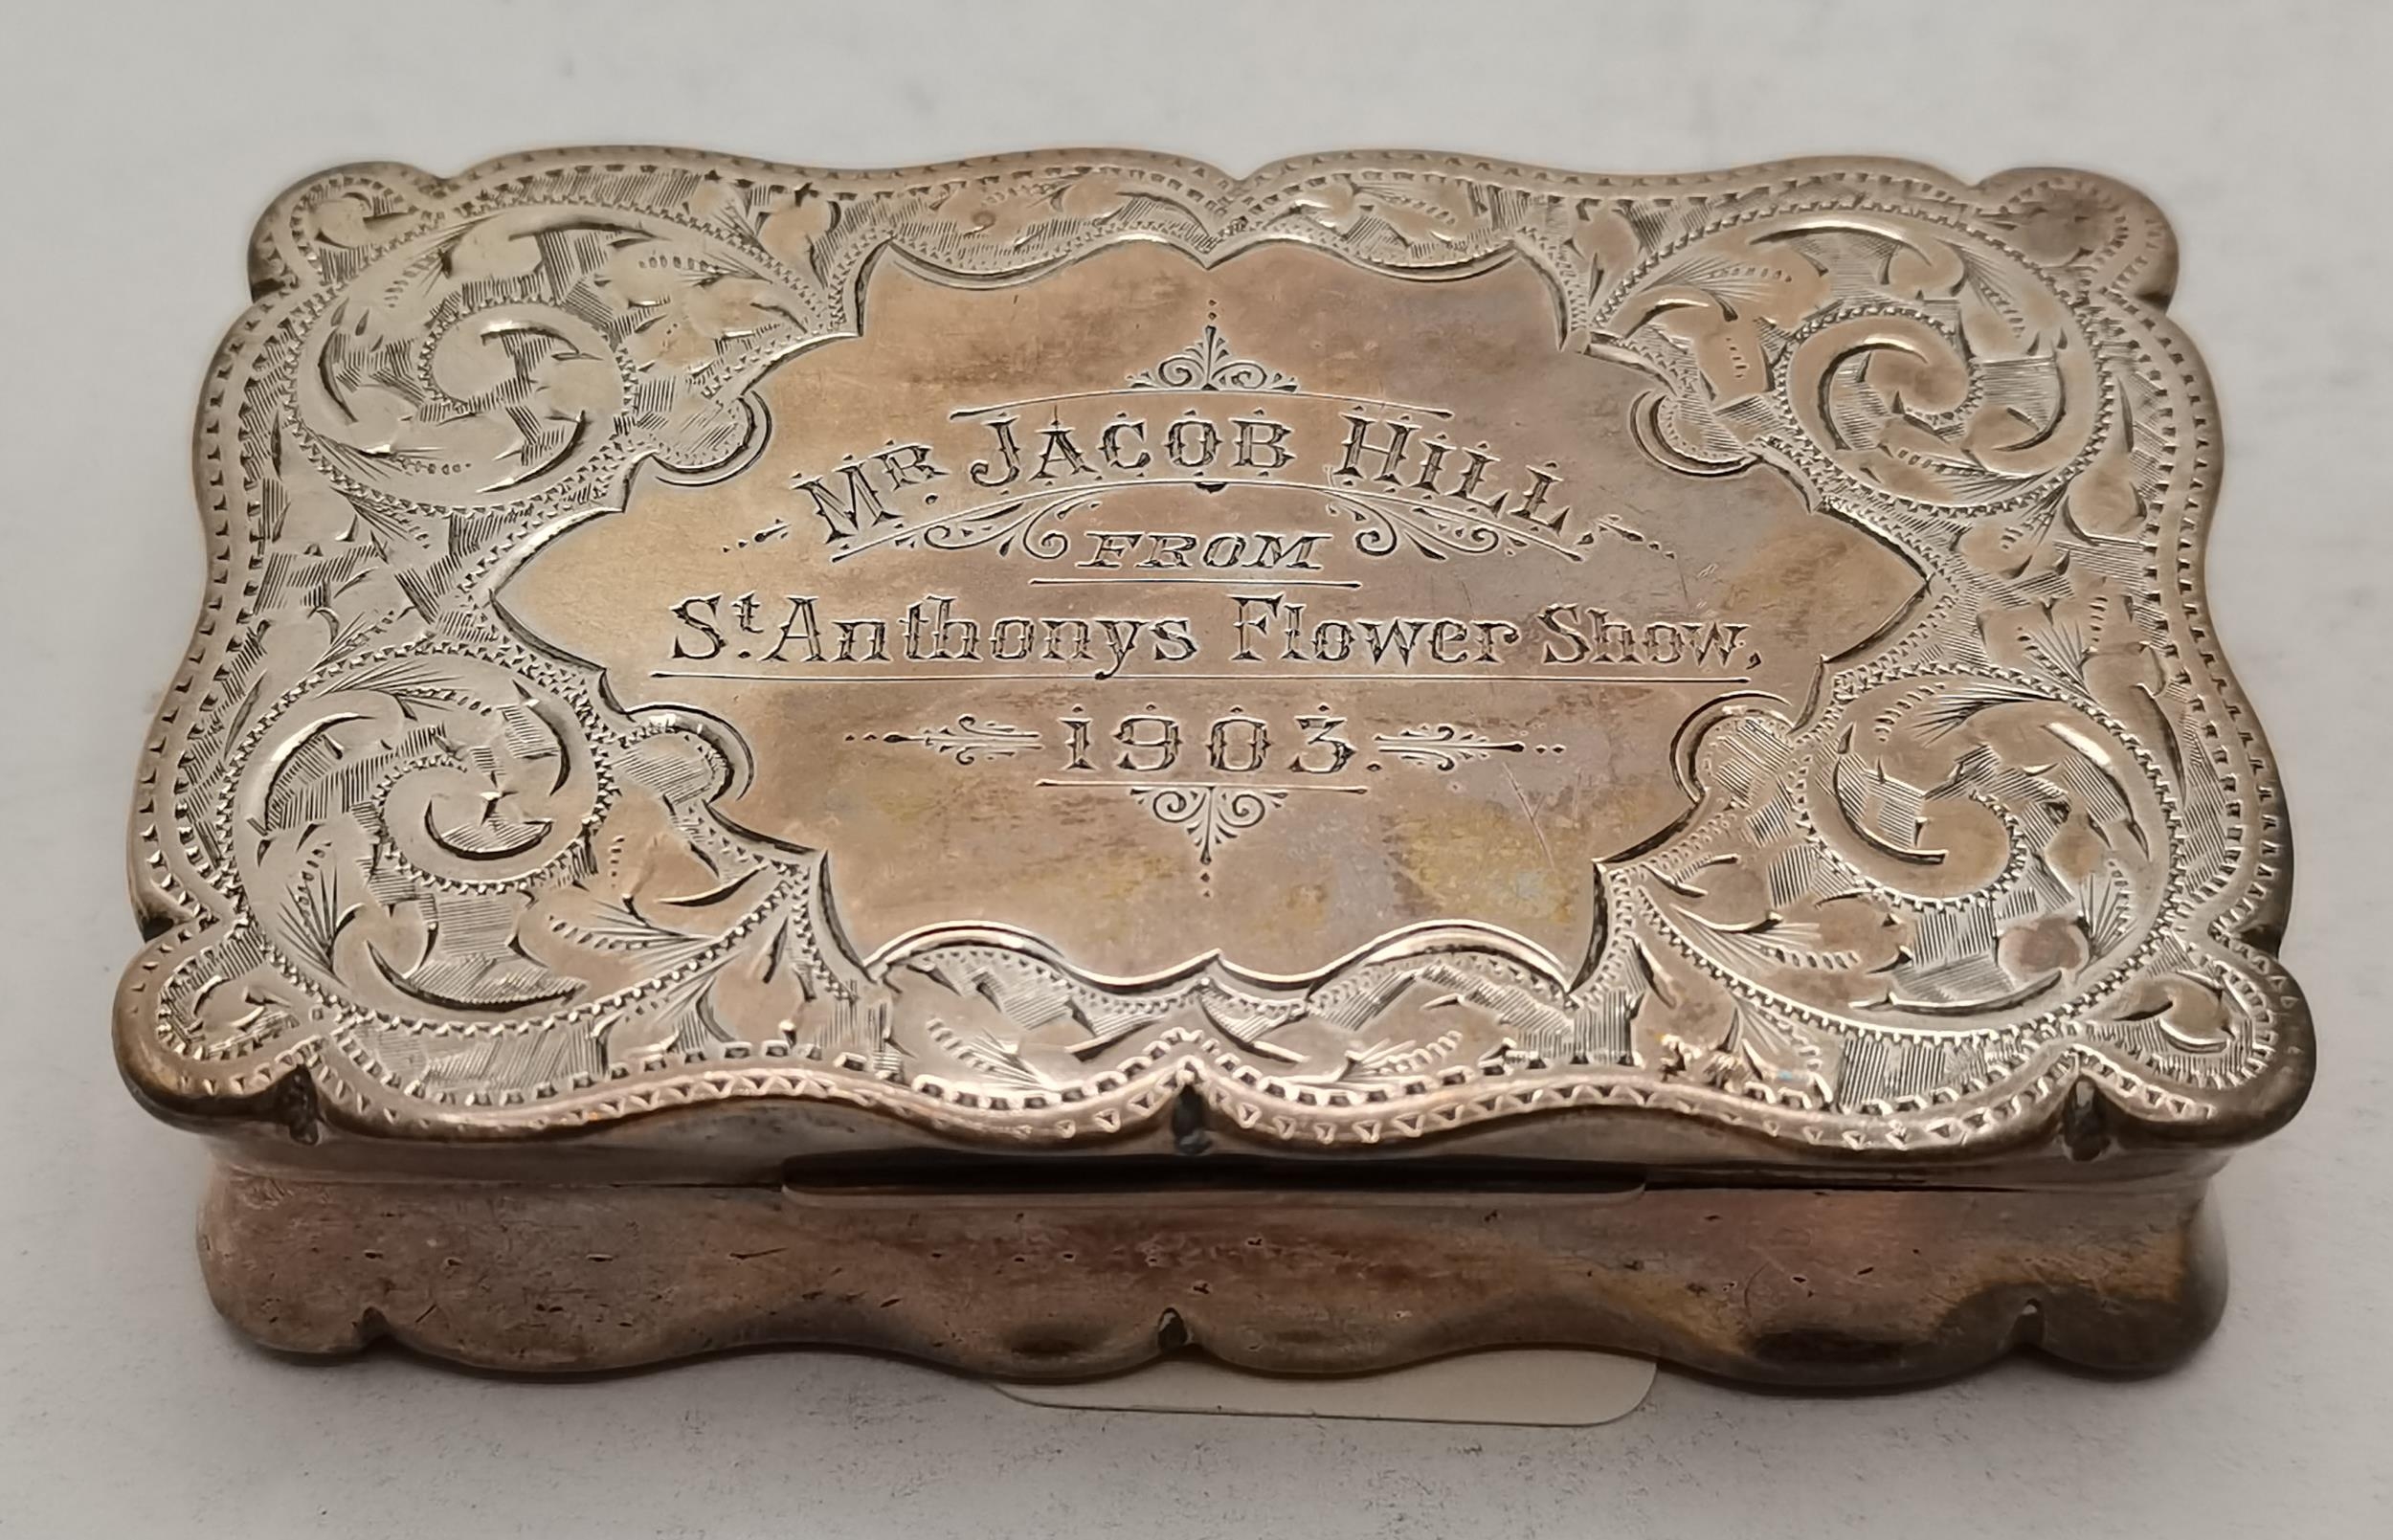 MR. JACOB HILL,
FROM
St. Anthonys Flower Show,
1903.